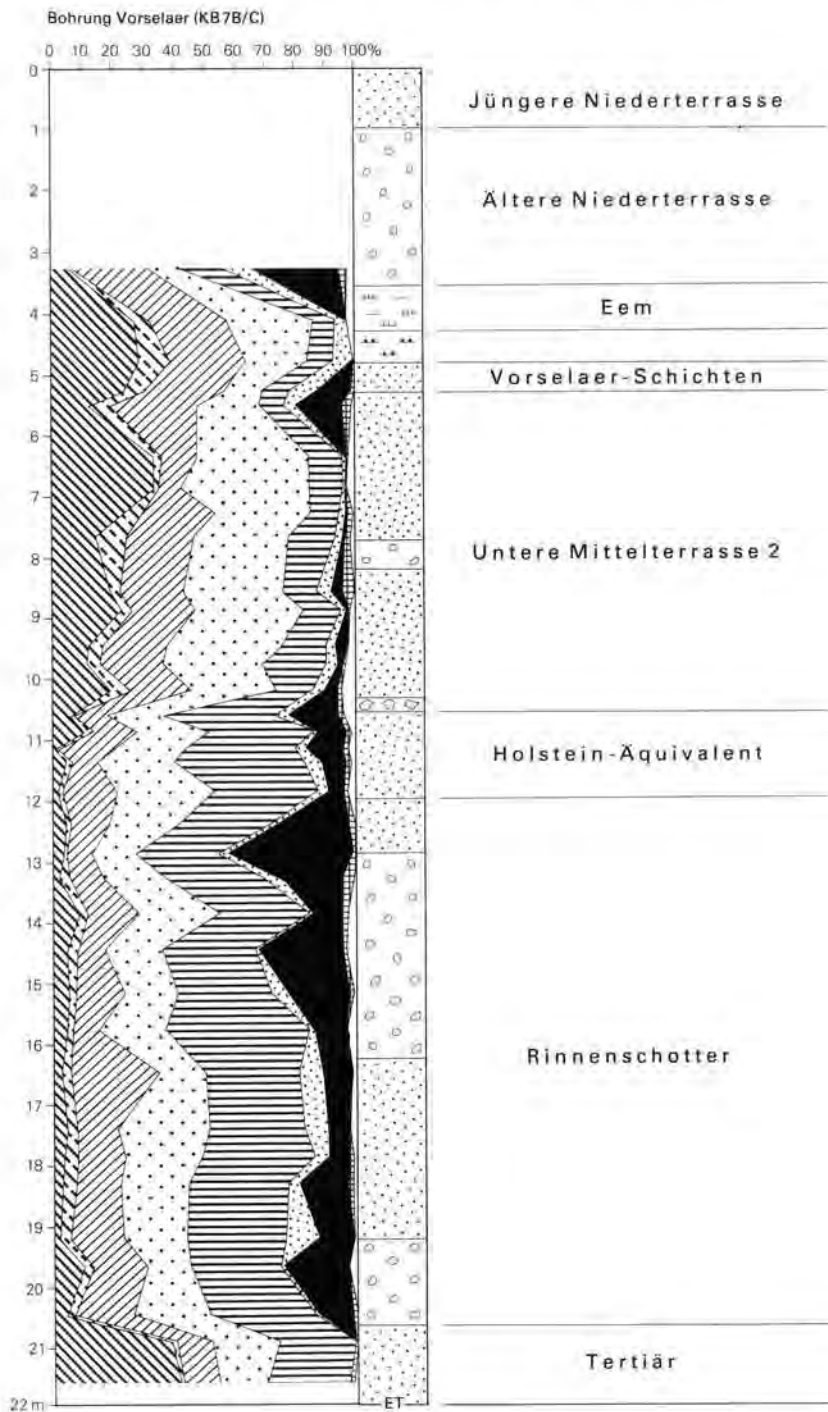 Bohrung Vorselaer (KB7B/C)
0 10 20 30 40 50 60 70 80 90 100%
0
Jüngere Niederterrasse
1
2
Ältere Niederterrasse
3
4
Eem
5
Vorselaer-Schichten
6
7
8
Untere Mittelterrasse 2
9
10
11
Holstein-Äquivalent
12
13
14
15
16
Rinnenschotter
17
18
19
20
21
Tertiär
22 m
ET